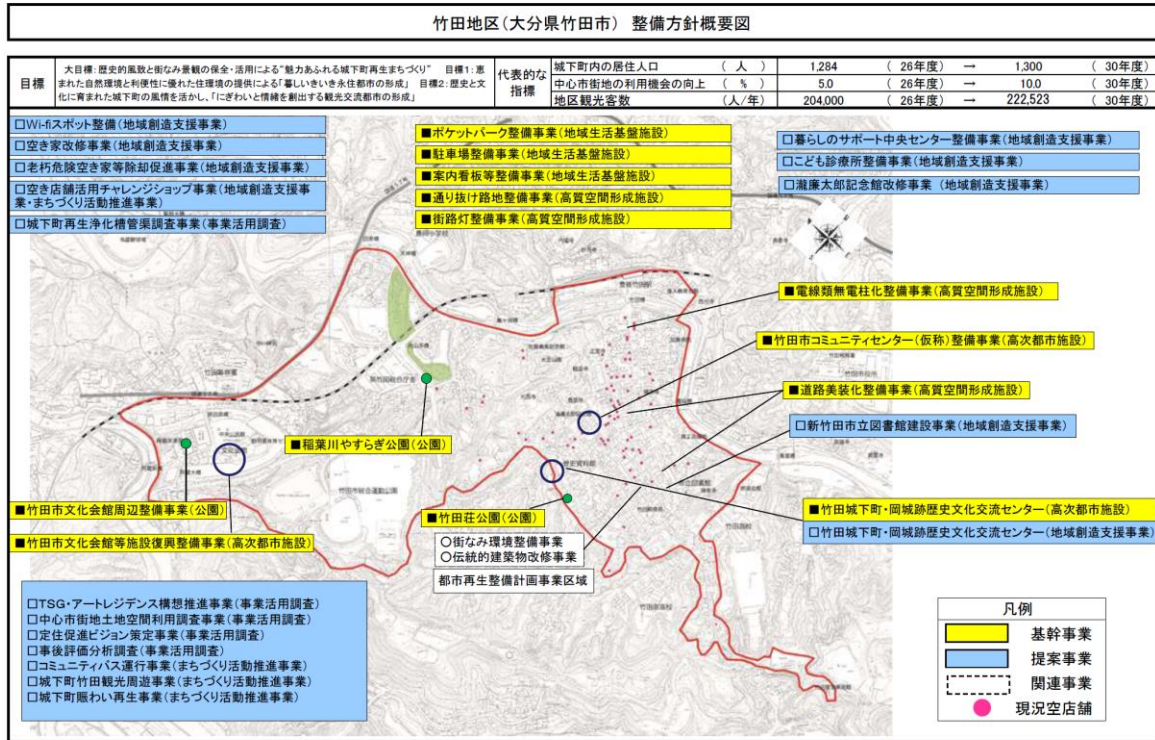 竹田地区(大分県竹田市) 整備方針概要図
目標
大目標:歴史的風致と街なみ景観の保全・活用による“魅力あふれる城下町再生まちづくり” 目標1:恵
まれた自然環境と利便性に優れた住環境の提供による「暮らしいきいき永住都市の形成」 目標2:歴史と文
化に育まれた城下町の風情を活かし、「にぎわいと情緒を創出する観光交流都市の形成」
代表的な
指標
城下町内の居住人口 ( 人 ) 1,284 ( 26年度) → 1,300 ( 30年度)
中心市街地の利用機会の向上 ( % ) 5.0 ( 26年度) → 10.0 ( 30年度)
地区観光客数 (人/年) 204,000 ( 26年度) → 222,523 ( 30年度)
□Wi-fiスポット整備(地域創造支援事業)
□空き家改修事業(地域創造支援事業)
□老朽危険空き家等除却促進事業(地域創造支援事業)
□空き店舗活用チャレンジショップ事業(地域創造支援事
業・まちづくり活動推進事業)
□城下町再生浄化槽管渠調査事業(事業活用調査)
■ポケットパーク整備事業(地域生活基盤施設)
■駐車場整備事業(地域生活基盤施設)
■案内看板等整備事業(地域生活基盤施設)
■通り抜け路地整備事業(高質空間形成施設)
■街路灯整備事業(高質空間形成施設)
□暮らしのサポート中央センター整備事業(地域創造支援事業)
□こども診療所整備事業(地域創造支援事業)
□瀧廉太郎記念館改修事業 (地域創造支援事業)
■電線類無電柱化整備事業(高質空間形成施設)
■竹田市コミュニティセンター(仮称)整備事業(高次都市施設)
■道路美装化整備事業(高質空間形成施設)
□新竹田市立図書館建設事業(地域創造支援事業)
■稲葉川やすらぎ公園(公園)
竹田市総合運動公園
■竹田市文化会館周辺整備事業(公園)
■竹田荘公園(公園)
■竹田城下町・岡城跡歴史文化交流センター(高次都市施設)
□竹田城下町・岡城跡歴史文化交流センター(地域創造支援事業)
■竹田市文化会館等施設復興整備事業(高次都市施設)
○街なみ環境整備事業
○伝統的建築物改修事業
都市再生整備計画事業区域
□TSG・アートレジデンス構想推進事業(事業活用調査)
□中心市街地土地空間利用調査事業(事業活用調査)
□定住促進ビジョン策定事業(事業活用調査)
□事後評価分析調査(事業活用調査)
□コミュニティバス運行事業(まちづくり活動推進事業)
□城下町竹田観光周遊事業(まちづくり活動推進事業)
□城下町賑わい再生事業(まちづくり活動推進事業)
凡例
基幹事業
提案事業
関連事業
現況空店舗